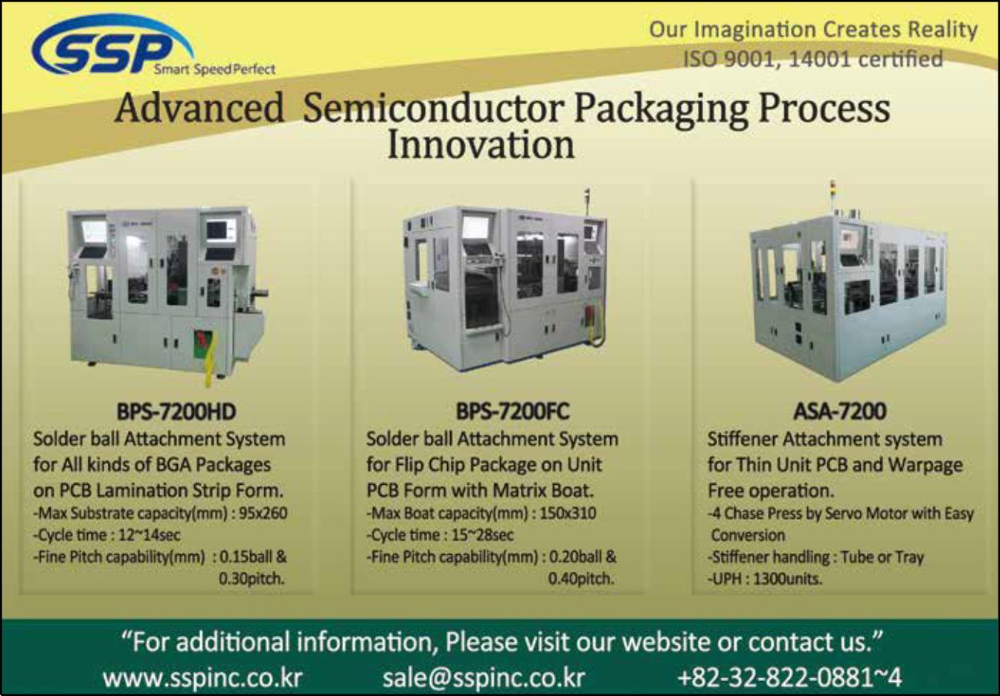 SSP
Smart Speed Perfect
Our Imagination Creates Reality
ISO 9001, 14001 certified
Advanced Semiconductor Packaging Process
Innovation
BPS-7200HD
Solder ball Attachment System
for All kinds of BGA Packages
on PCB Lamination Strip Form.
-Max Substrate capacity(mm) : 95x260
-Cycle time : 12~14sec
-Fine Pitch capability(mm) : 0.15ball &
0.30pitch.
BPS-7200FC
Solder ball Attachment System
for Flip Chip Package on Unit
PCB Form with Matrix Boat.
-Max Boat capacity(mm) : 150x310
-Cycle time : 15~28sec
-Fine Pitch capability(mm) : 0.20ball &
0.40pitch.
ASA-7200
Stiffener Attachment system
for Thin Unit PCB and Warpage
Free operation.
-4 Chase Press by Servo Motor with Easy
Conversion
-Stiffener handling : Tube or Tray
-UPH : 1300units.
“For additional information, Please visit our website or contact us.”
www.sspinc.co.kr sale@sspinc.co.kr +82-32-822-0881~4